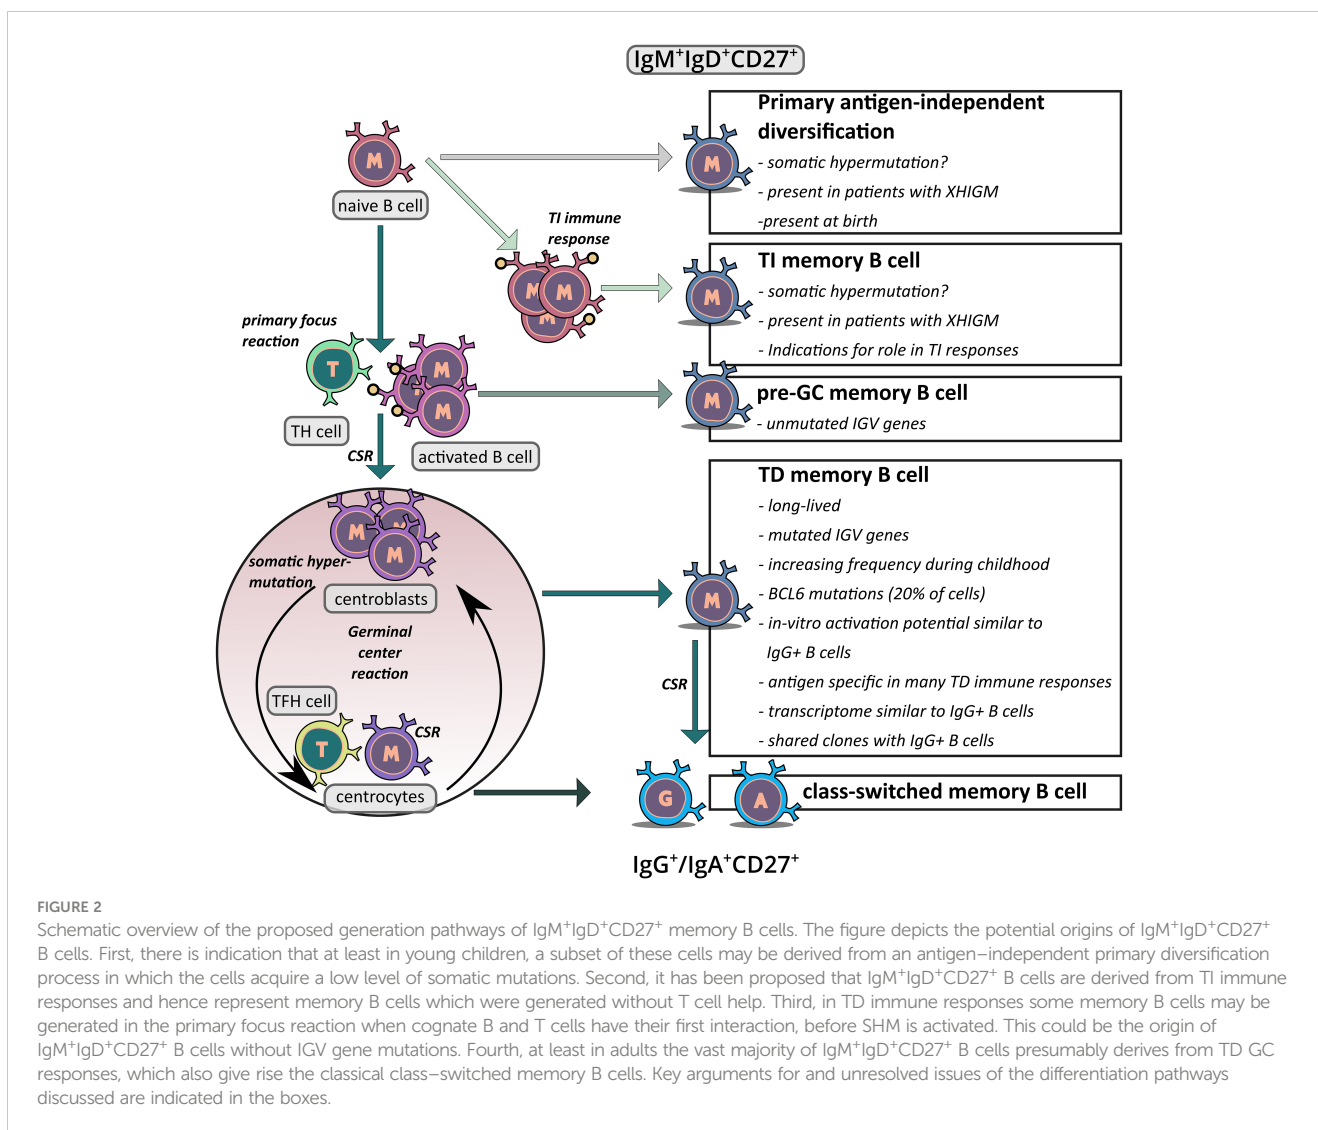 IgM⁺IgD⁺CD27⁺
Primary antigen-independent
diversification
- somatic hypermutation?
- present in patients with XHIGM
-present at birth
M
M
naive B cell
TI immune
response
M
M
M
TI memory B cell
- somatic hypermutation?
- present in patients with XHIGM
- Indications for role in TI responses
M
primary focus
reaction
T
TH cell
M
M
activated B cell
CSR
pre-GC memory B cell
- unmutated IGV genes
M
TD memory B cell
- long-lived
- mutated IGV genes
- increasing frequency during childhood
- BCL6 mutations (20% of cells)
- in-vitro activation potential similar to
IgG+ B cells
- antigen specific in many TD immune responses
- transcriptome similar to IgG+ B cells
- shared clones with IgG+ B cells
M
CSR
M
M
M
somatic hyper-
mutation
centroblasts
Germinal
center
reaction
TFH cell
T
M
CSR
centrocytes
G
A
class-switched memory B cell
IgG⁺/IgA⁺CD27⁺
FIGURE 2
Schematic overview of the proposed generation pathways of IgM⁺IgD⁺CD27⁺ memory B cells. The figure depicts the potential origins of IgM⁺IgD⁺CD27⁺
B cells. First, there is indication that at least in young children, a subset of these cells may be derived from an antigen–independent primary diversification
process in which the cells acquire a low level of somatic mutations. Second, it has been proposed that IgM⁺IgD⁺CD27⁺ B cells are derived from TI immune
responses and hence represent memory B cells which were generated without T cell help. Third, in TD immune responses some memory B cells may be
generated in the primary focus reaction when cognate B and T cells have their first interaction, before SHM is activated. This could be the origin of
IgM⁺IgD⁺CD27⁺ B cells without IGV gene mutations. Fourth, at least in adults the vast majority of IgM⁺IgD⁺CD27⁺ B cells presumably derives from TD GC
responses, which also give rise the classical class–switched memory B cells. Key arguments for and unresolved issues of the differentiation pathways
discussed are indicated in the boxes.